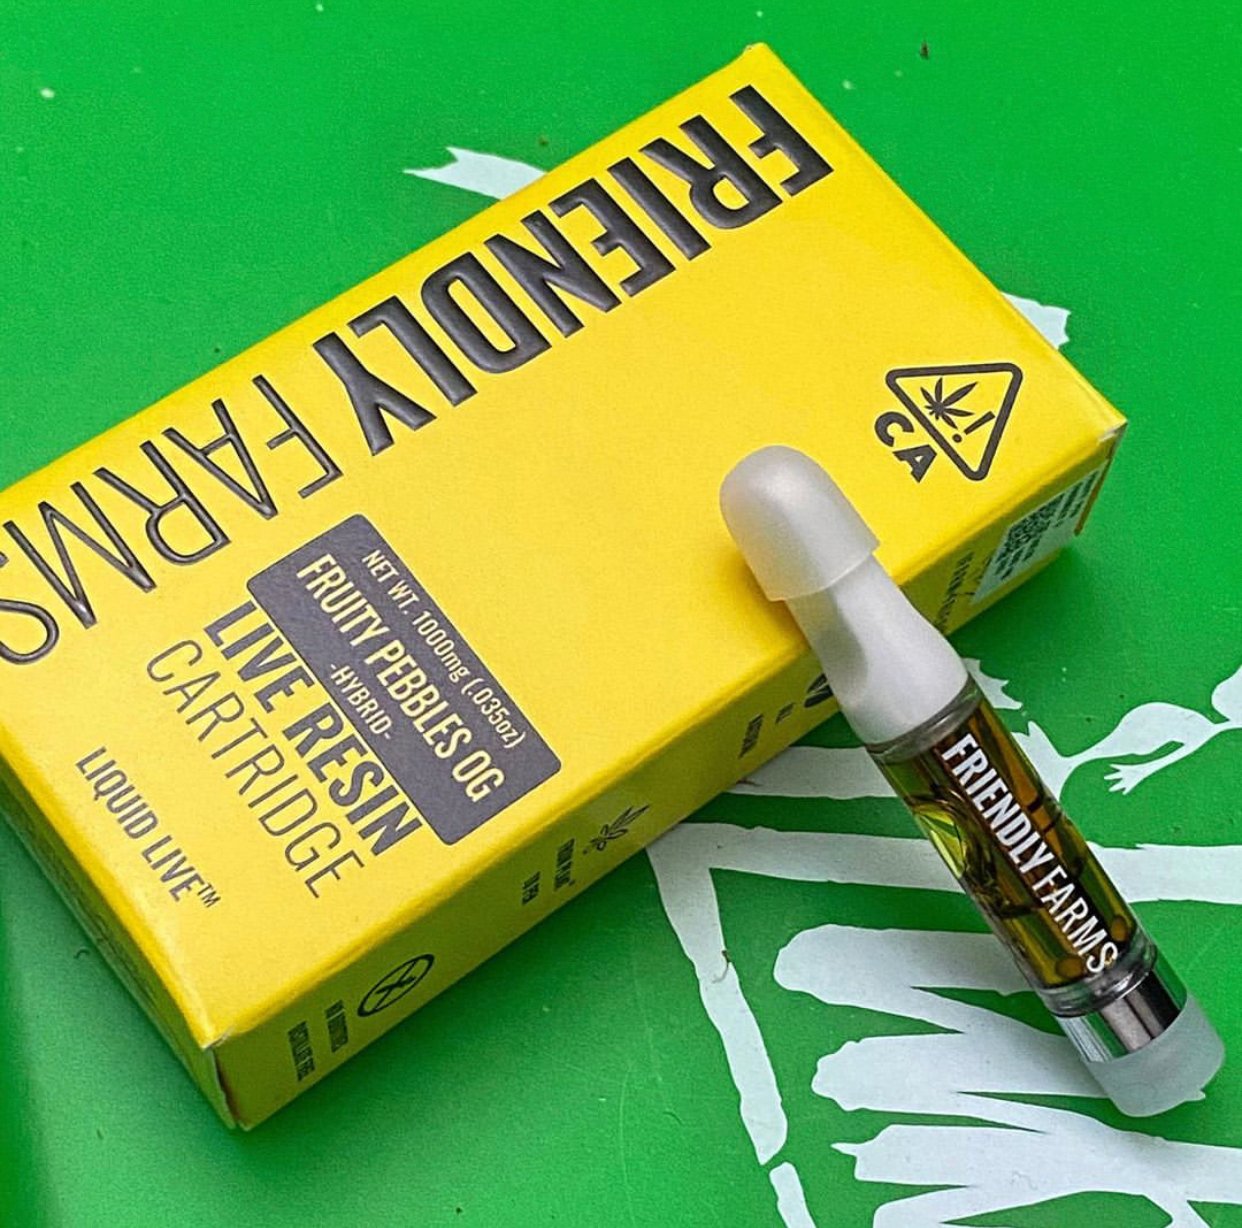 FRIENDLY FARMS
CA
NET WT. 1000mg (.035oz)
FRUITY PEBBLES OG
-HYBRID-
LIVE RESIN
CARTRIDGE
LIQUID LIVE™
FRIENDLY FARMS